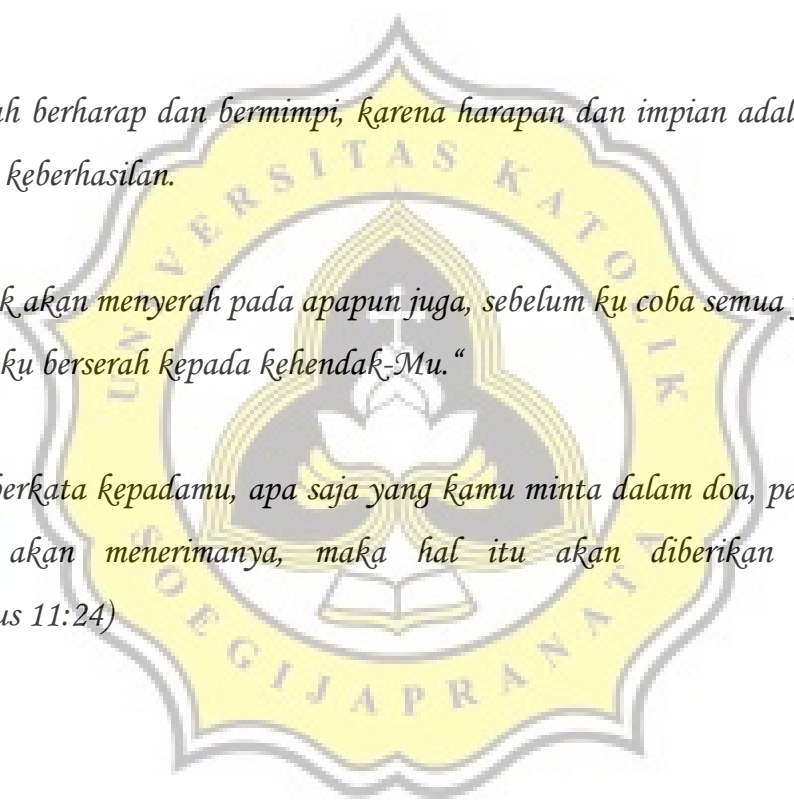 ah berharap dan bermimpi, karena harapan dan impian adal
keberhasilan.
k akan menyerah pada apapun juga, sebelum ku coba semua
ku berserah kepada kehendak-Mu.“
berkata kepadamu, apa saja yang kamu minta dalam doa, pe
akan menerimanya, maka hal itu akan diberikan
us 11:24)
UNIVERSITAS KATOLIK
SOEGIJAPRANATA